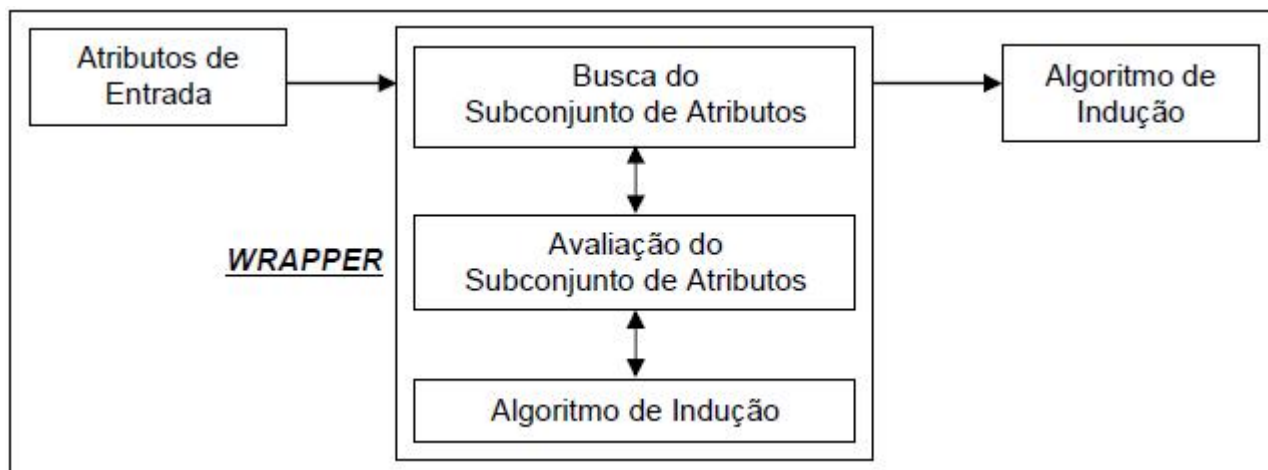 Atributos de
Entrada
Busca do
Subconjunto de Atributos
Algoritmo de
Indução
WRAPPER
Avaliação do
Subconjunto de Atributos
Algoritmo de Indução